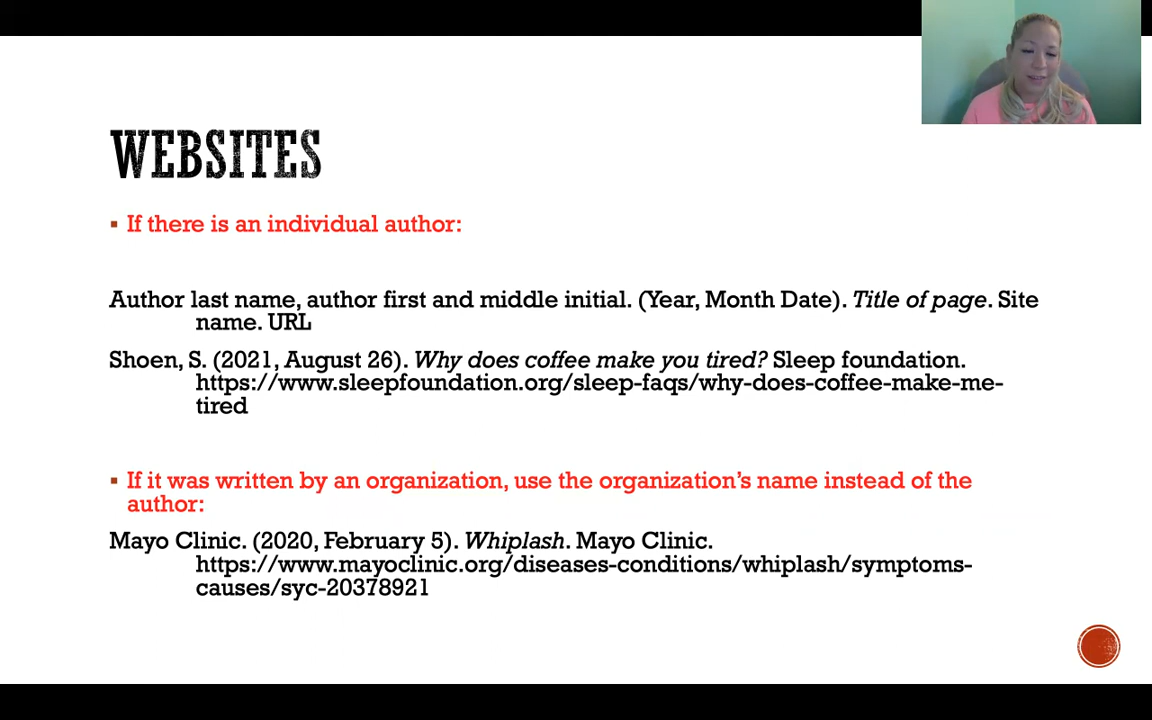 WEBSITES
▪ If there is an individual author:
Author last name, author first and middle initial. (Year, Month Date). Title of page. Site
name. URL
Shoen, S. (2021, August 26). Why does coffee make you tired? Sleep foundation.
https://www.sleepfoundation.org/sleep-faqs/why-does-coffee-make-me-
tired
▪ If it was written by an organization, use the organization’s name instead of the
author:
Mayo Clinic. (2020, February 5). Whiplash. Mayo Clinic.
https://www.mayoclinic.org/diseases-conditions/whiplash/symptoms-
causes/syc-20378921